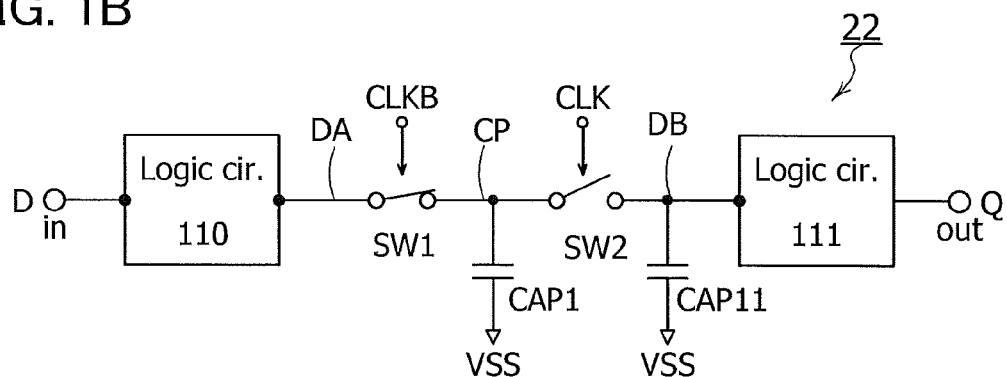 FIG. 1B
22
CLKB
CLK
DA
CP
DB
Logic cir.
110
Logic cir.
111
D
in
Q
out
SW1
SW2
CAP1
CAP11
VSS
VSS